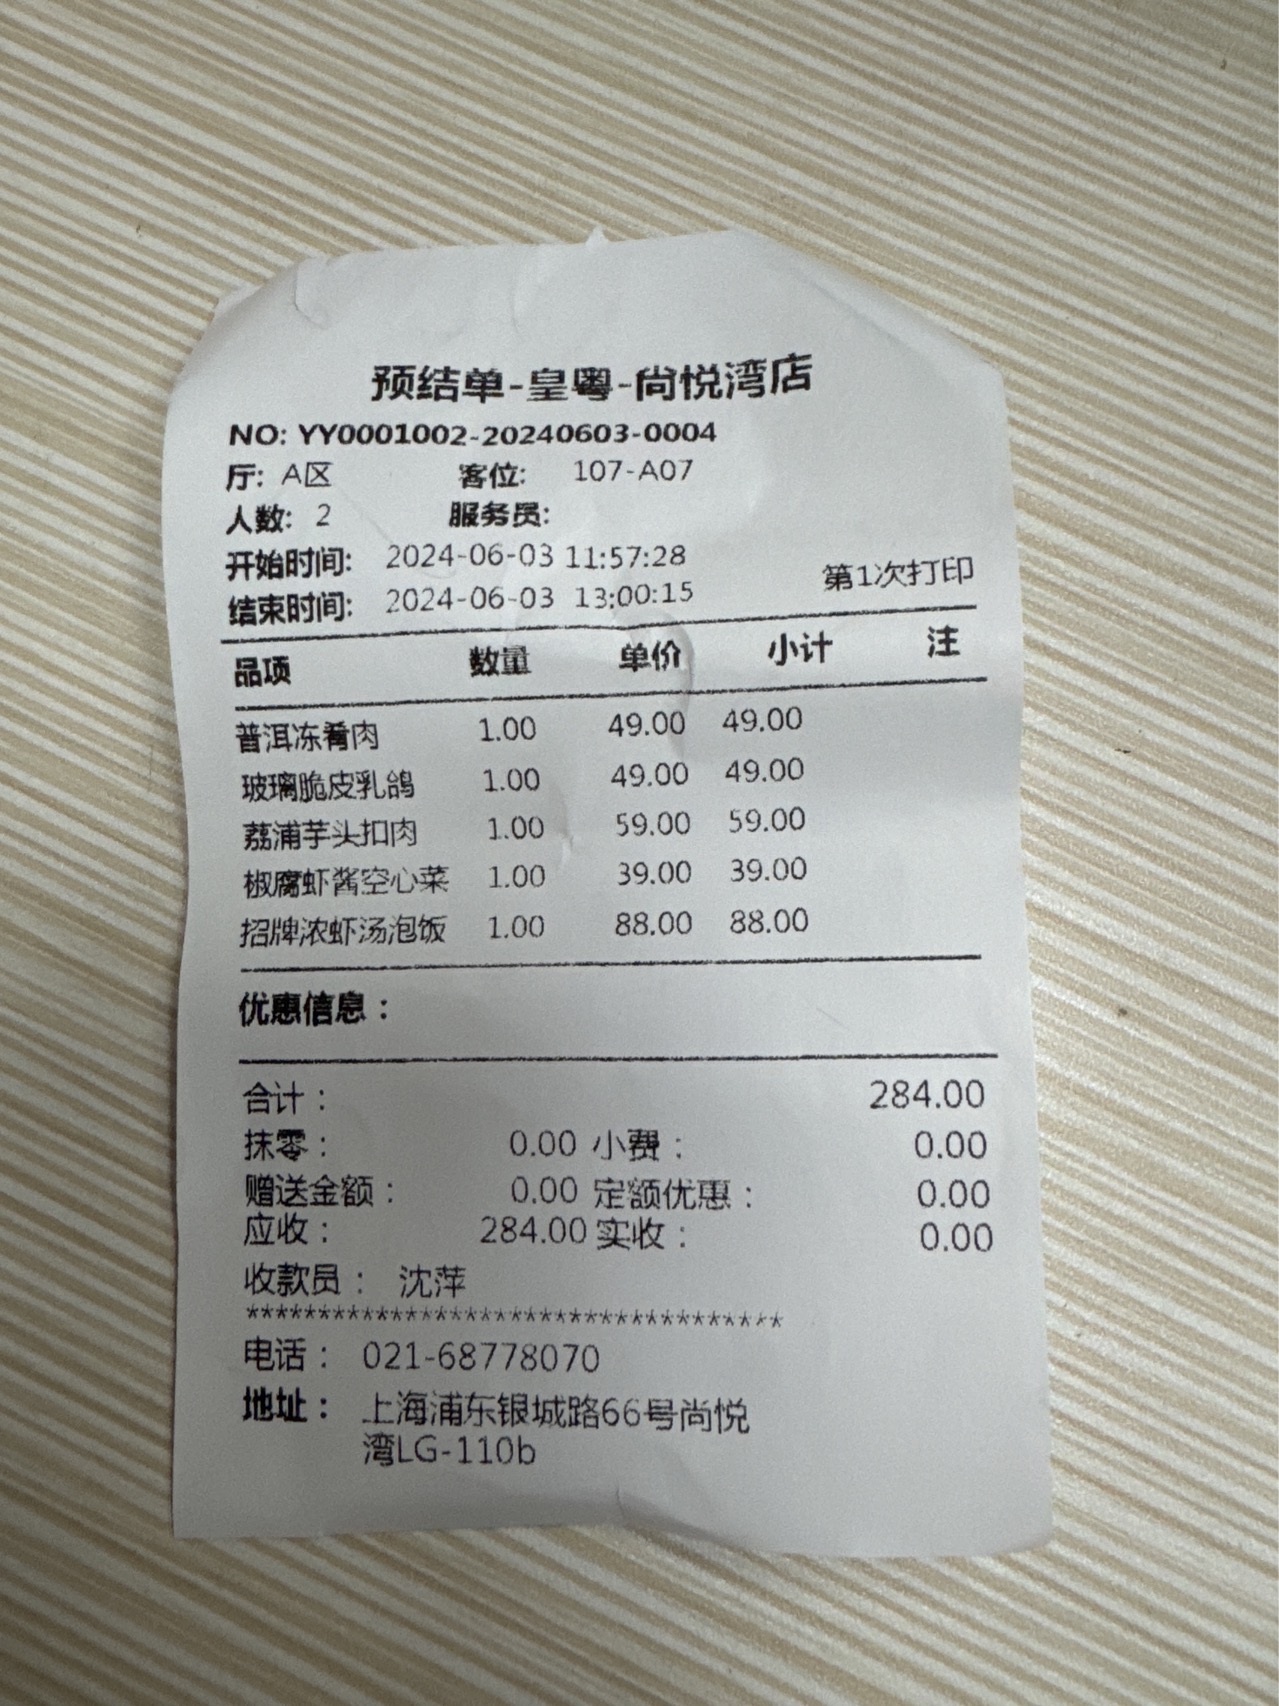 预结单-皇粤-尚悦湾店
NO: YY0001002-20240603-0004
厅: A区 客位: 107-A07
人数: 2 服务员:
开始时间: 2024-06-03 11:57:28
结束时间: 2024-06-03 13:00:15 第1次打印
品项 数量 单价 小计 注
普洱冻肴肉 1.00 49.00 49.00
玻璃脆皮乳鸽 1.00 49.00 49.00
荔浦芋头扣肉 1.00 59.00 59.00
椒腐虾酱空心菜 1.00 39.00 39.00
招牌浓虾汤泡饭 1.00 88.00 88.00
优惠信息：
合计： 284.00
抹零： 0.00 小费： 0.00
赠送金额： 0.00 定额优惠： 0.00
应收： 284.00 实收： 0.00
收款员： 沈萍
*************************************
电话： 021-68778070
地址： 上海浦东银城路66号尚悦
湾LG-110b